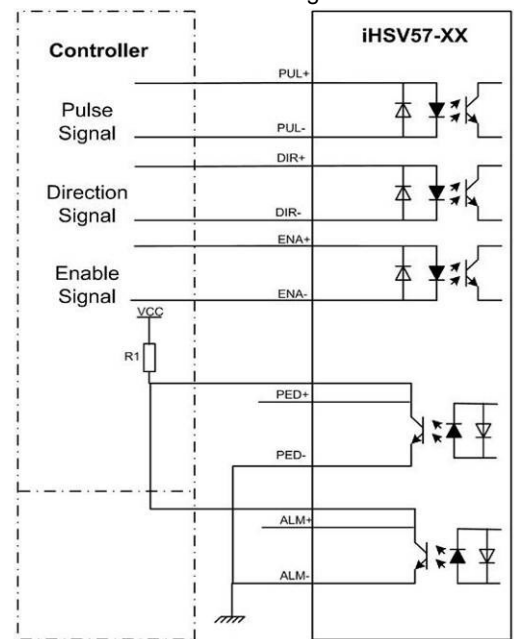 iHSV57-XX
Controller
PUL+
Pulse
Signal
PUL-
DIR+
Direction
Signal
DIR-
ENA+
Enable
Signal
ENA-
VCC
R1
PED+
PED-
ALM+
ALM-